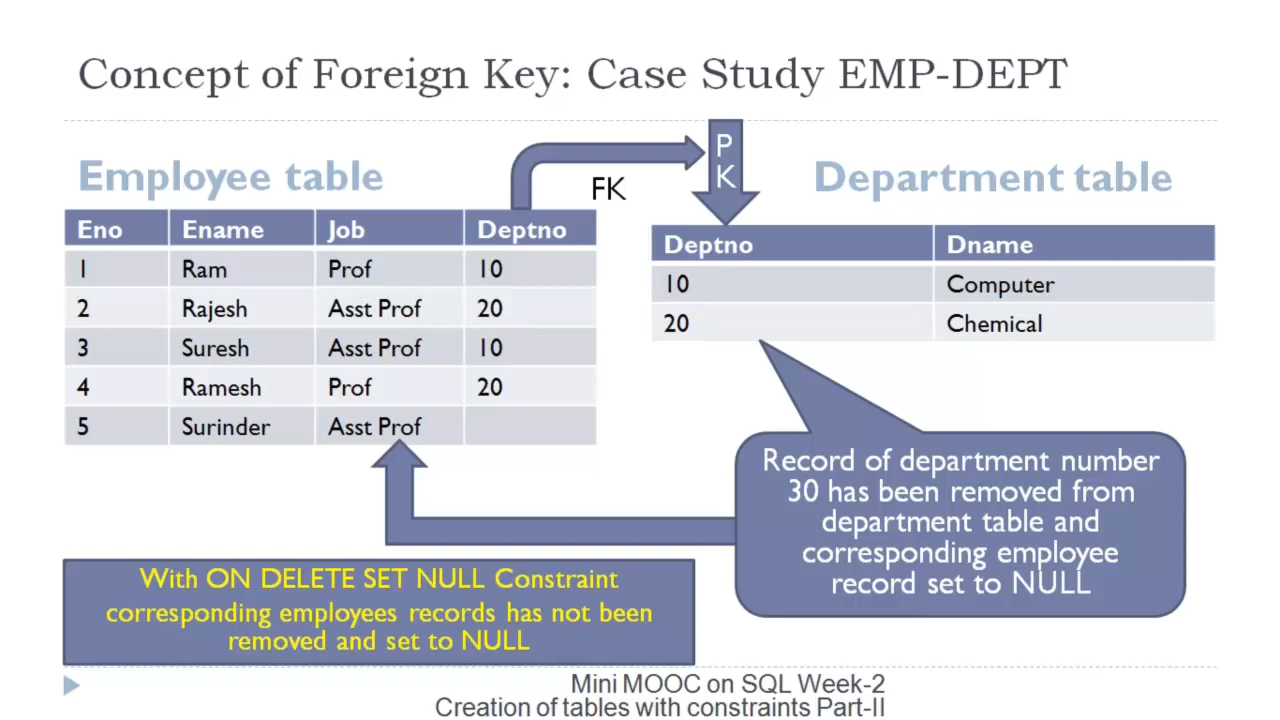 Concept of Foreign Key: Case Study EMP-DEPT
Employee table
FK
P
K
Department table
Eno Ename Job Deptno
1 Ram Prof 10
2 Rajesh Asst Prof 20
3 Suresh Asst Prof 10
4 Ramesh Prof 20
5 Surinder Asst Prof
Deptno Dname
10 Computer
20 Chemical
Record of department number
30 has been removed from
department table and
corresponding employee
record set to NULL
With ON DELETE SET NULL Constraint
corresponding employees records has not been
removed and set to NULL
Mini MOOC on SQL Week-2
Creation of tables with constraints Part-II